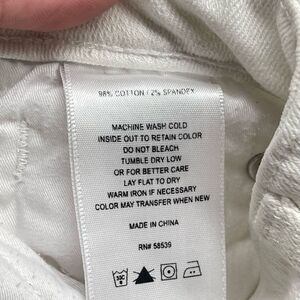 98% COTTON / 2% SPANDEX
MACHINE WASH COLD
INSIDE OUT TO RETAIN COLOR
DO NOT BLEACH
TUMBLE DRY LOW
OR FOR BETTER CARE
LAY FLAT TO DRY
WARM IRON IF NECESSARY
COLOR MAY TRANSFER WHEN NEW
MADE IN CHINA
RN# 58539